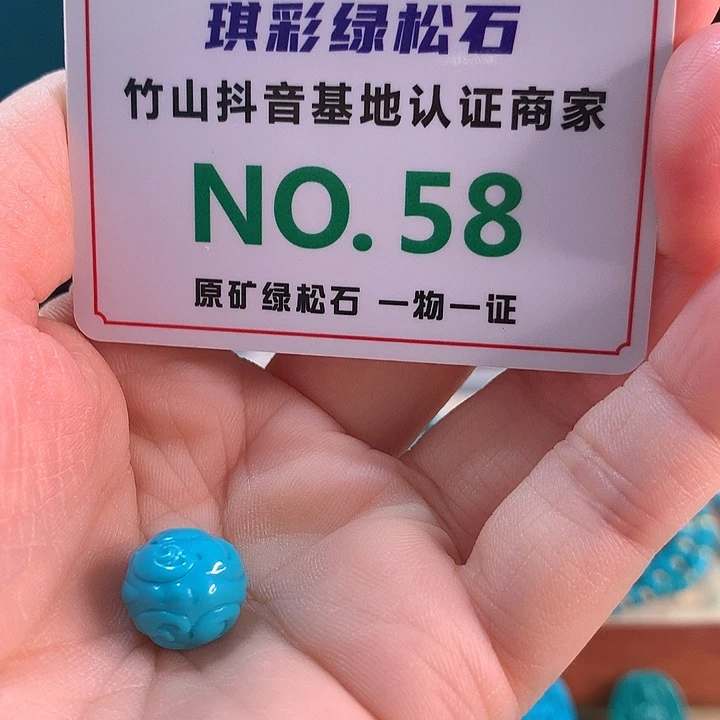 琪彩绿松石
竹山抖音基地认证商家
NO. 58
原矿绿松石 一物一证